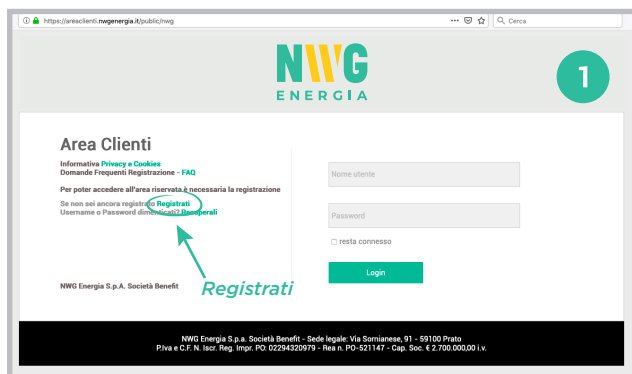 https://areaclienti.nwgenergia.it/public/nwg
Cerca
NWG
ENERGIA
1
Area Clienti
Informativa Privacy e Cookies
Domande Frequenti Registrazione - FAQ
Per poter accedere all'area riservata è necessaria la registrazione
Se non sei ancora registrato Registrati
Username o Password dimenticati? Recuperali
Registrati
NWG Energia S.p.A. Società Benefit
Nome utente
Password
resta connesso
Login
NWG Energia S.p.a. Società Benefit - Sede legale: Via Sornianese, 91 - 59100 Prato
P.Iva e C.F. N. Iscr. Reg. Impr. PO: 02294320979 - Rea n. PO-521147 - Cap. Soc. € 2.700.000,00 i.v.